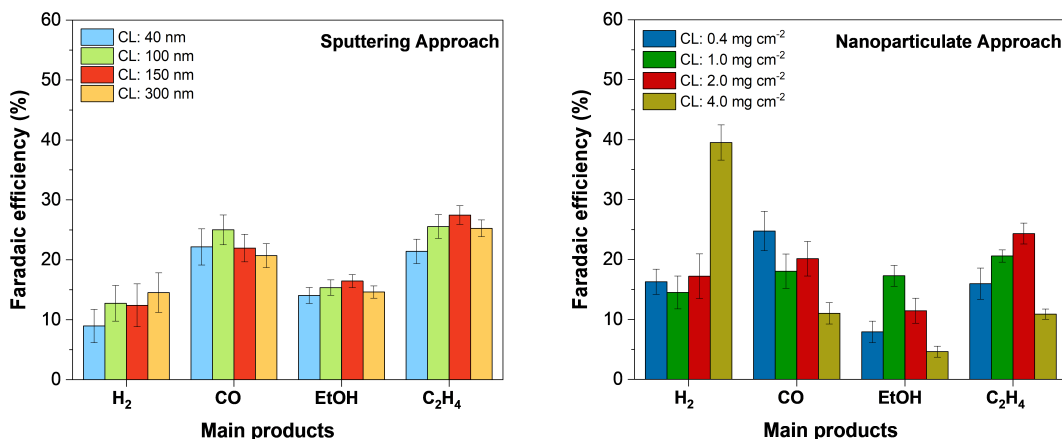 Sputtering Approach
CL: 40 nm
CL: 100 nm
CL: 150 nm
CL: 300 nm
60
50
40
30
20
10
0
Faradaic efficiency (%)
H₂ CO EtOH C₂H₄
Main products
Nanoparticulate Approach
CL: 0.4 mg cm⁻²
CL: 1.0 mg cm⁻²
CL: 2.0 mg cm⁻²
CL: 4.0 mg cm⁻²
60
50
40
30
20
10
0
Faradaic efficiency (%)
H₂ CO EtOH C₂H₄
Main products